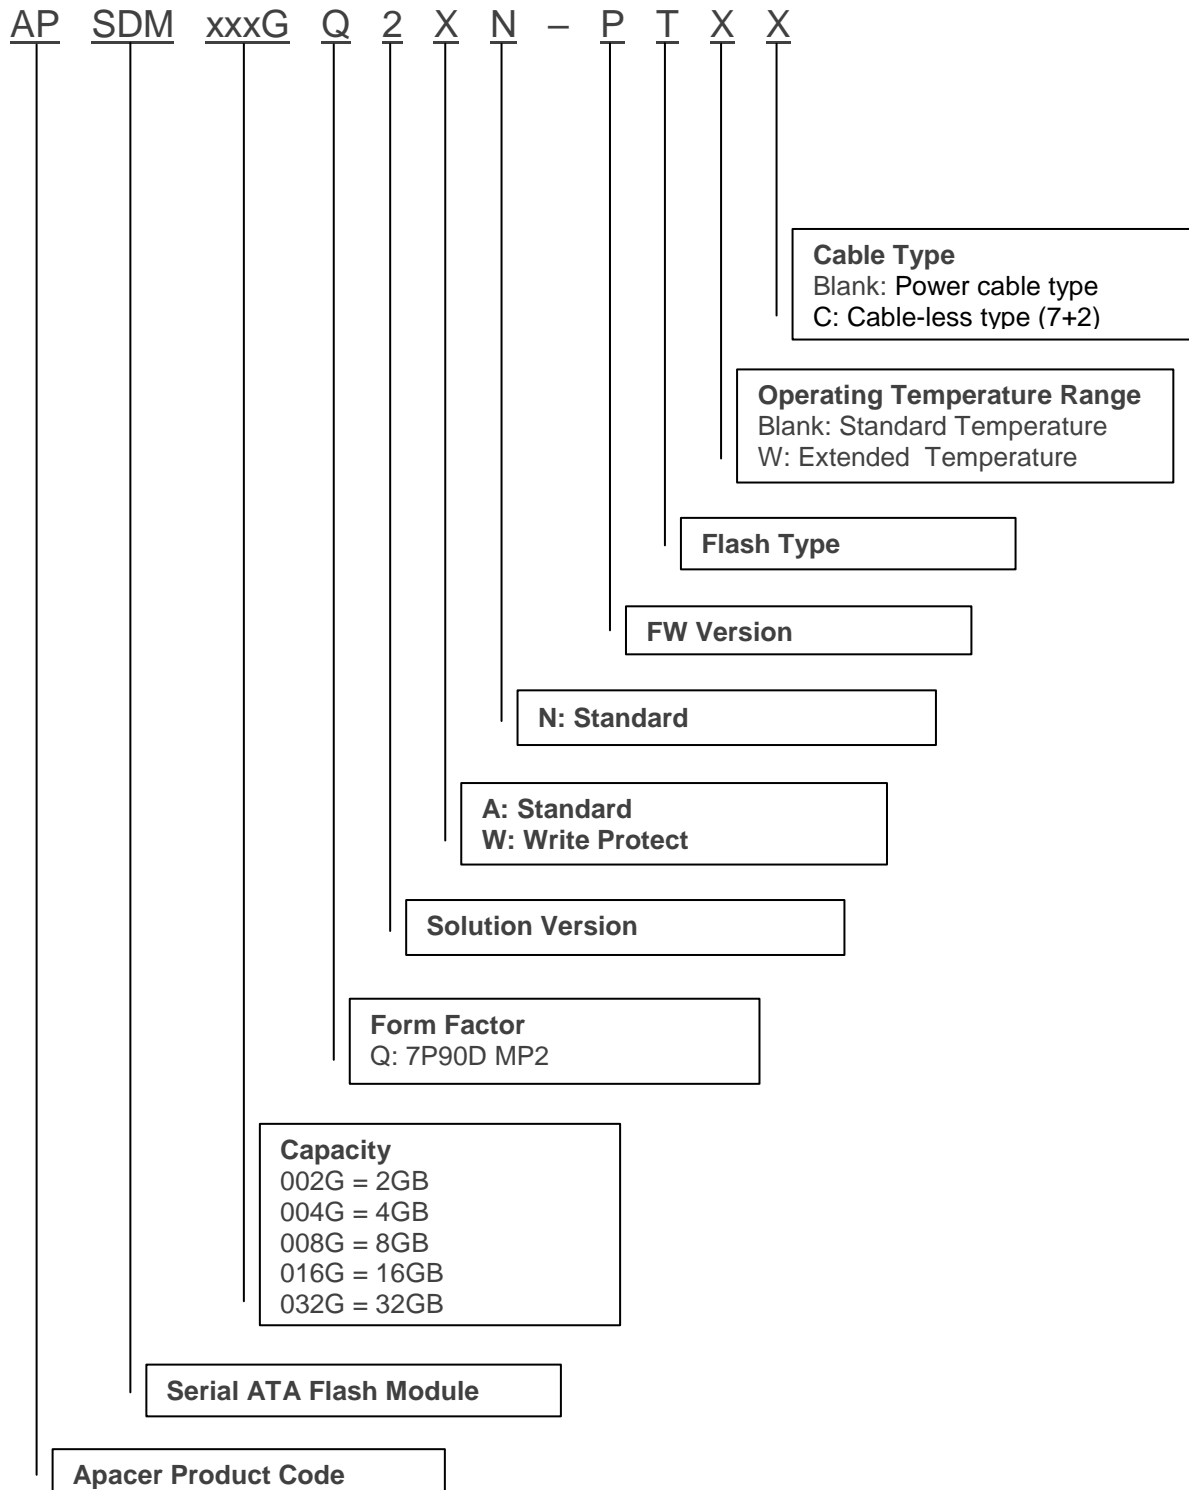 AP SDM xxxG Q 2 X N – P T X X
Cable Type
Blank: Power cable type
C: Cable-less type (7+2)
Operating Temperature Range
Blank: Standard Temperature
W: Extended Temperature
Flash Type
FW Version
N: Standard
A: Standard
W: Write Protect
Solution Version
Form Factor
Q: 7P90D MP2
Capacity
002G = 2GB
004G = 4GB
008G = 8GB
016G = 16GB
032G = 32GB
Serial ATA Flash Module
Apacer Product Code